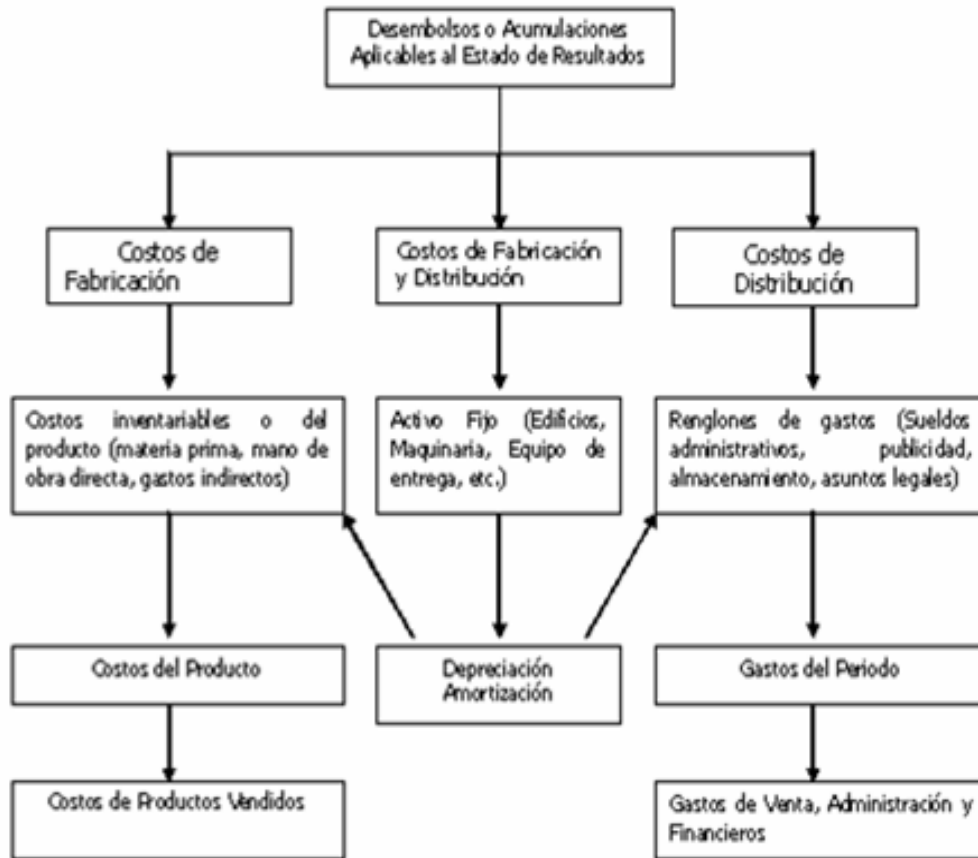 Desembolsos o Acumulaciones
Aplicables al Estado de Resultados
Costos de
Fabricación
Costos de Fabricación
y Distribución
Costos de
Distribución
Costos inventariables o del
producto (materia prima, mano de
obra directa, gastos indirectos)
Activo Fijo (Edificios,
Maquinaria, Equipo de
entrega, etc.)
Renglones de gastos (Sueldos
administrativos, publicidad,
almacenamiento, asuntos legales)
Costos del Producto
Depreciación
Amortización
Gastos del Periodo
Costos de Productos Vendidos
Gastos de Venta, Administración y
Financieros